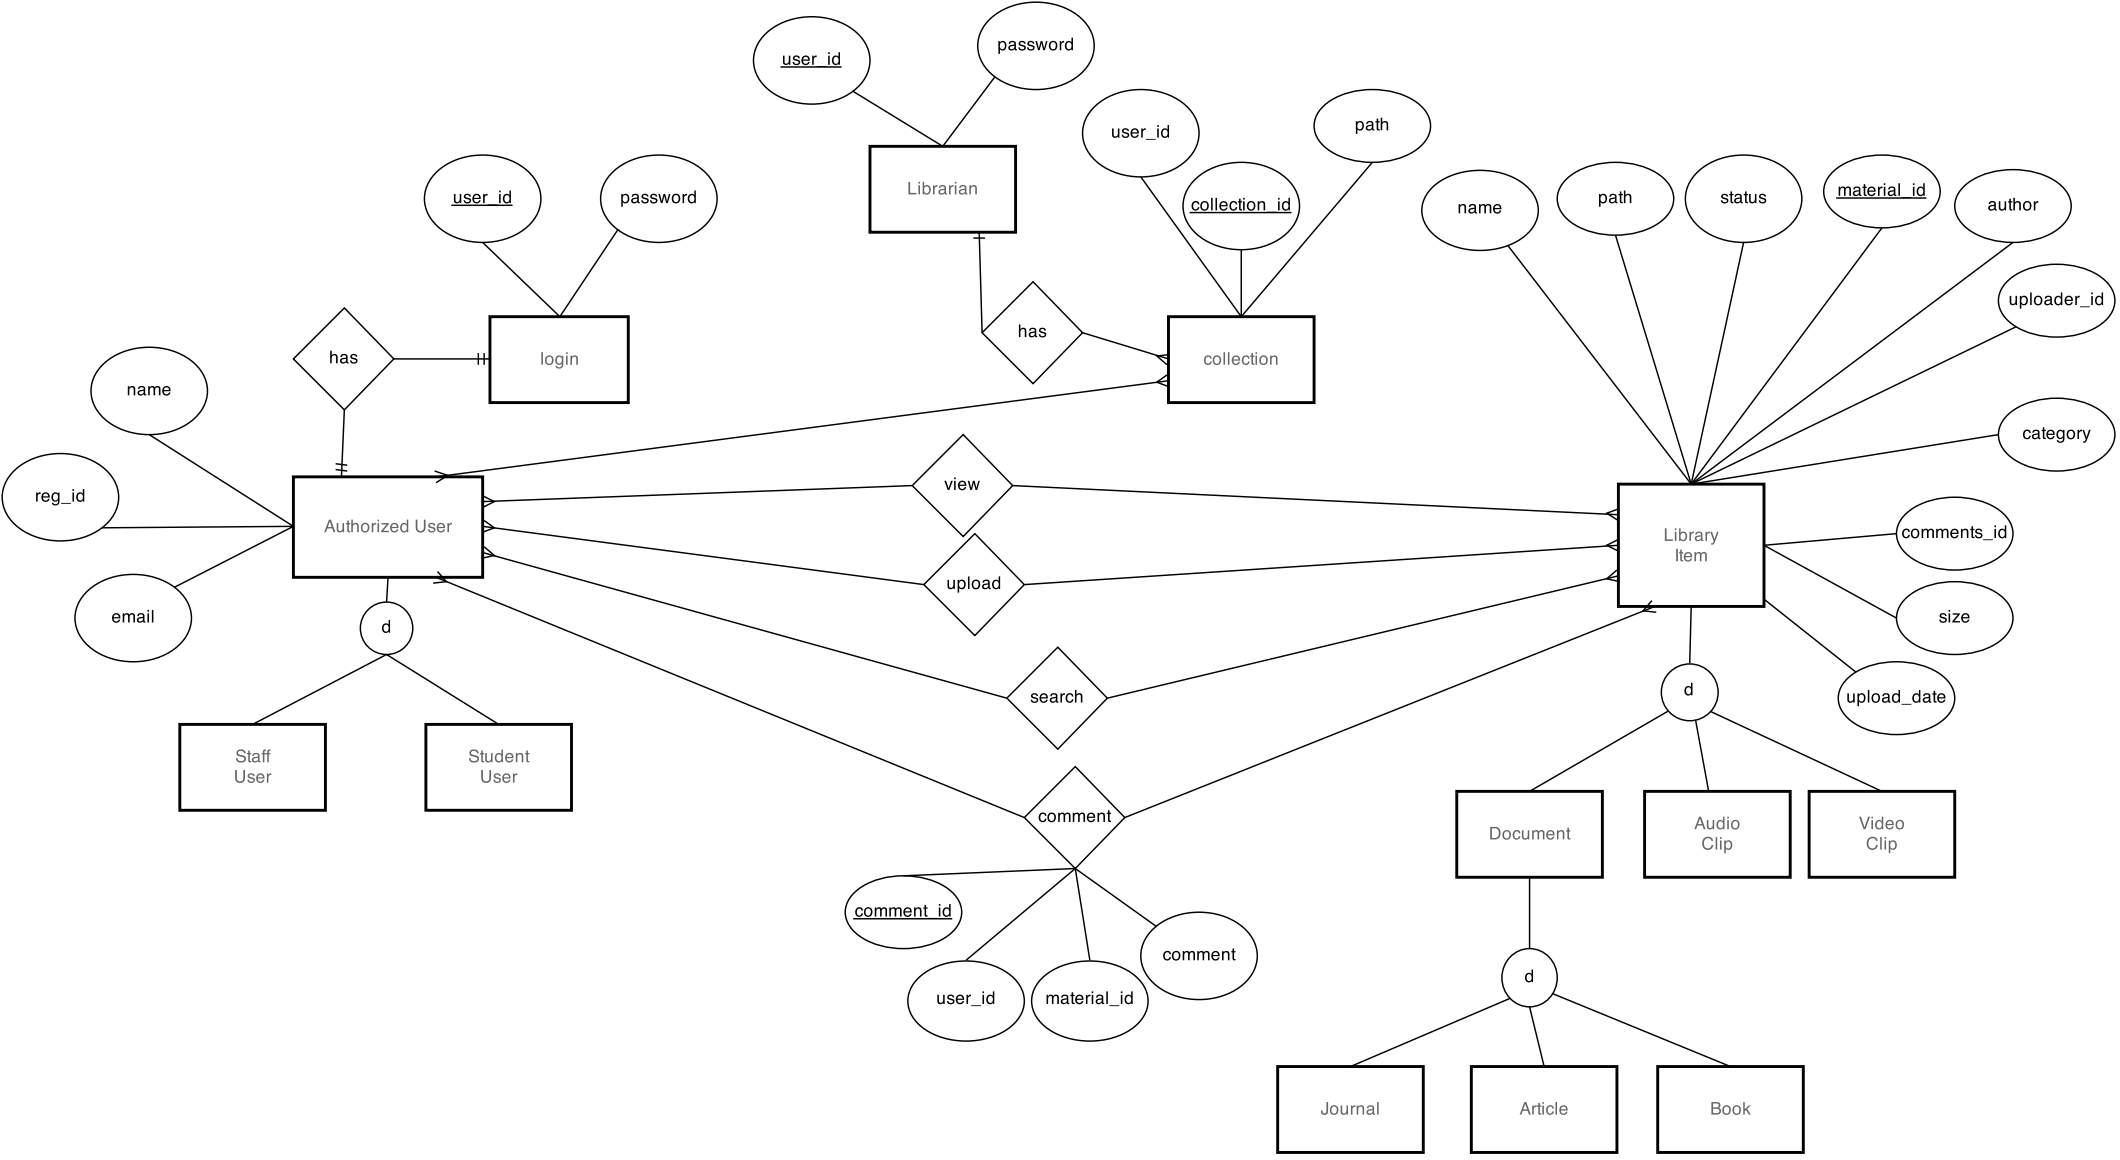 user_id
password
user_id
path
Librarian
collection_id
user_id
password
name
path
status
material_id
author
uploader_id
has
login
has
collection
name
category
reg_id
Authorized User
view
Library
Item
comments_id
email
upload
size
d
search
d
upload_date
Staff
User
Student
User
comment
Document
Audio
Clip
Video
Clip
comment_id
comment
user_id
material_id
d
Journal
Article
Book